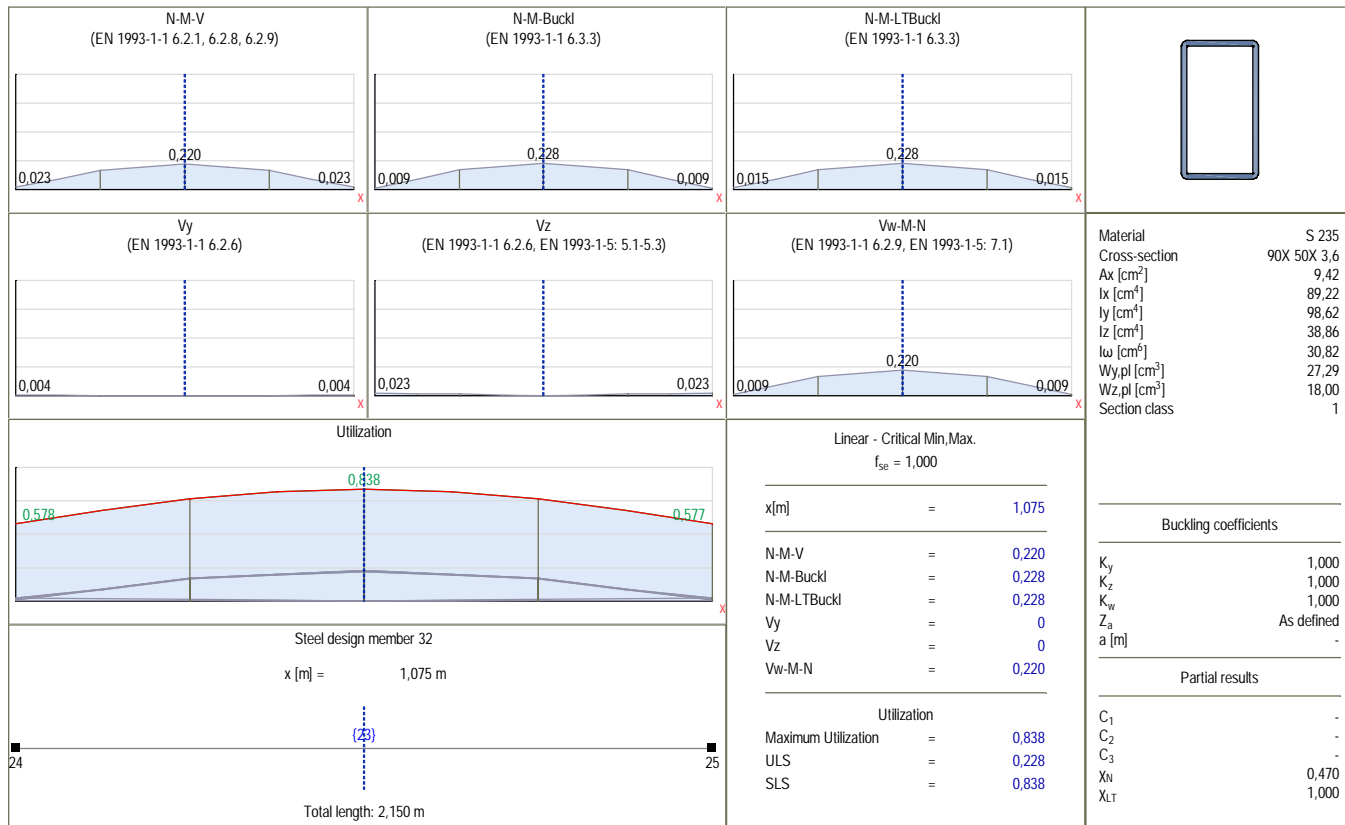 N-M-V
(EN 1993-1-1 6.2.1, 6.2.8, 6.2.9)
0,023
0,220
0,023
x
N-M-Buckl
(EN 1993-1-1 6.3.3)
0,009
0,228
0,009
x
N-M-LTBuckl
(EN 1993-1-1 6.3.3)
0,015
0,228
0,015
x
Vy
(EN 1993-1-1 6.2.6)
0,004
0,004
x
Vz
(EN 1993-1-1 6.2.6, EN 1993-1-5: 5.1-5.3)
0,023
0,023
x
Vw-M-N
(EN 1993-1-1 6.2.9, EN 1993-1-5: 7.1)
0,009
0,220
0,009
x
Material S 235
Cross-section 90X 50X 3,6
Ax [cm²] 9,42
Ix [cm⁴] 89,22
Iy [cm⁴] 98,62
Iz [cm⁴] 38,86
Iω [cm⁶] 30,82
Wy,pl [cm³] 27,29
Wz,pl [cm³] 18,00
Section class 1
Utilization
0,578
0,838
0,577
x
Steel design member 32
x [m] = 1,075 m
{23}
24
25
Total length: 2,150 m
Linear - Critical Min,Max.
fse = 1,000
x[m] = 1,075
N-M-V = 0,220
N-M-Buckl = 0,228
N-M-LTBuckl = 0,228
Vy = 0
Vz = 0
Vw-M-N = 0,220
Utilization
Maximum Utilization = 0,838
ULS = 0,228
SLS = 0,838
Buckling coefficients
Ky 1,000
Kz 1,000
Kw 1,000
Za As defined
a [m] -
Partial results
C1 -
C2 -
C3 -
χN 0,470
χLT 1,000